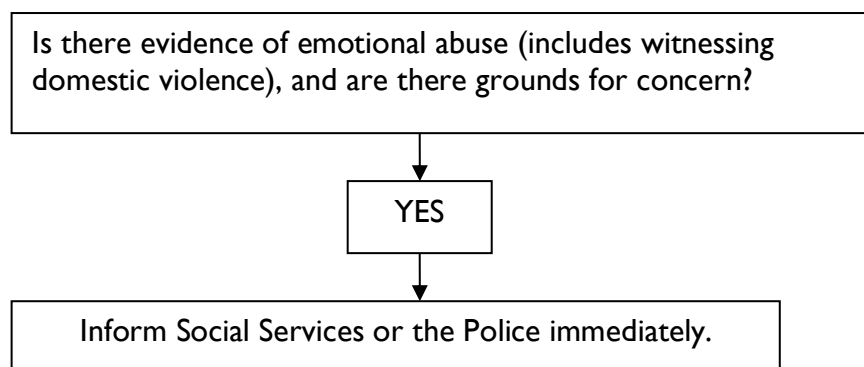 Is there evidence of emotional abuse (includes witnessing
domestic violence), and are there grounds for concern?
YES
Inform Social Services or the Police immediately.